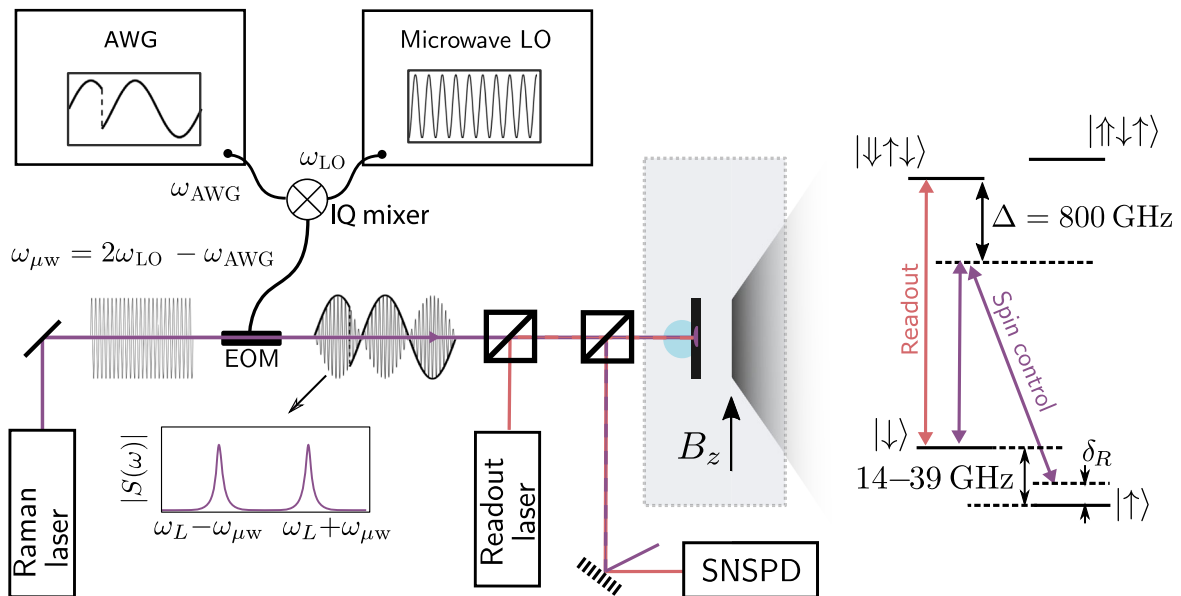 AWG
Microwave LO
ω_AWG
ω_LO
IQ mixer
ω_μw = 2ω_LO − ω_AWG
EOM
|S(ω)|
ω_L−ω_μw
ω_L+ω_μw
Raman
laser
Readout
laser
SNSPD
B_z
|⇓↑↓⟩
|⇑↓↑⟩
Δ = 800 GHz
Readout
Spin control
|↓⟩
14–39 GHz
δ_R
|↑⟩